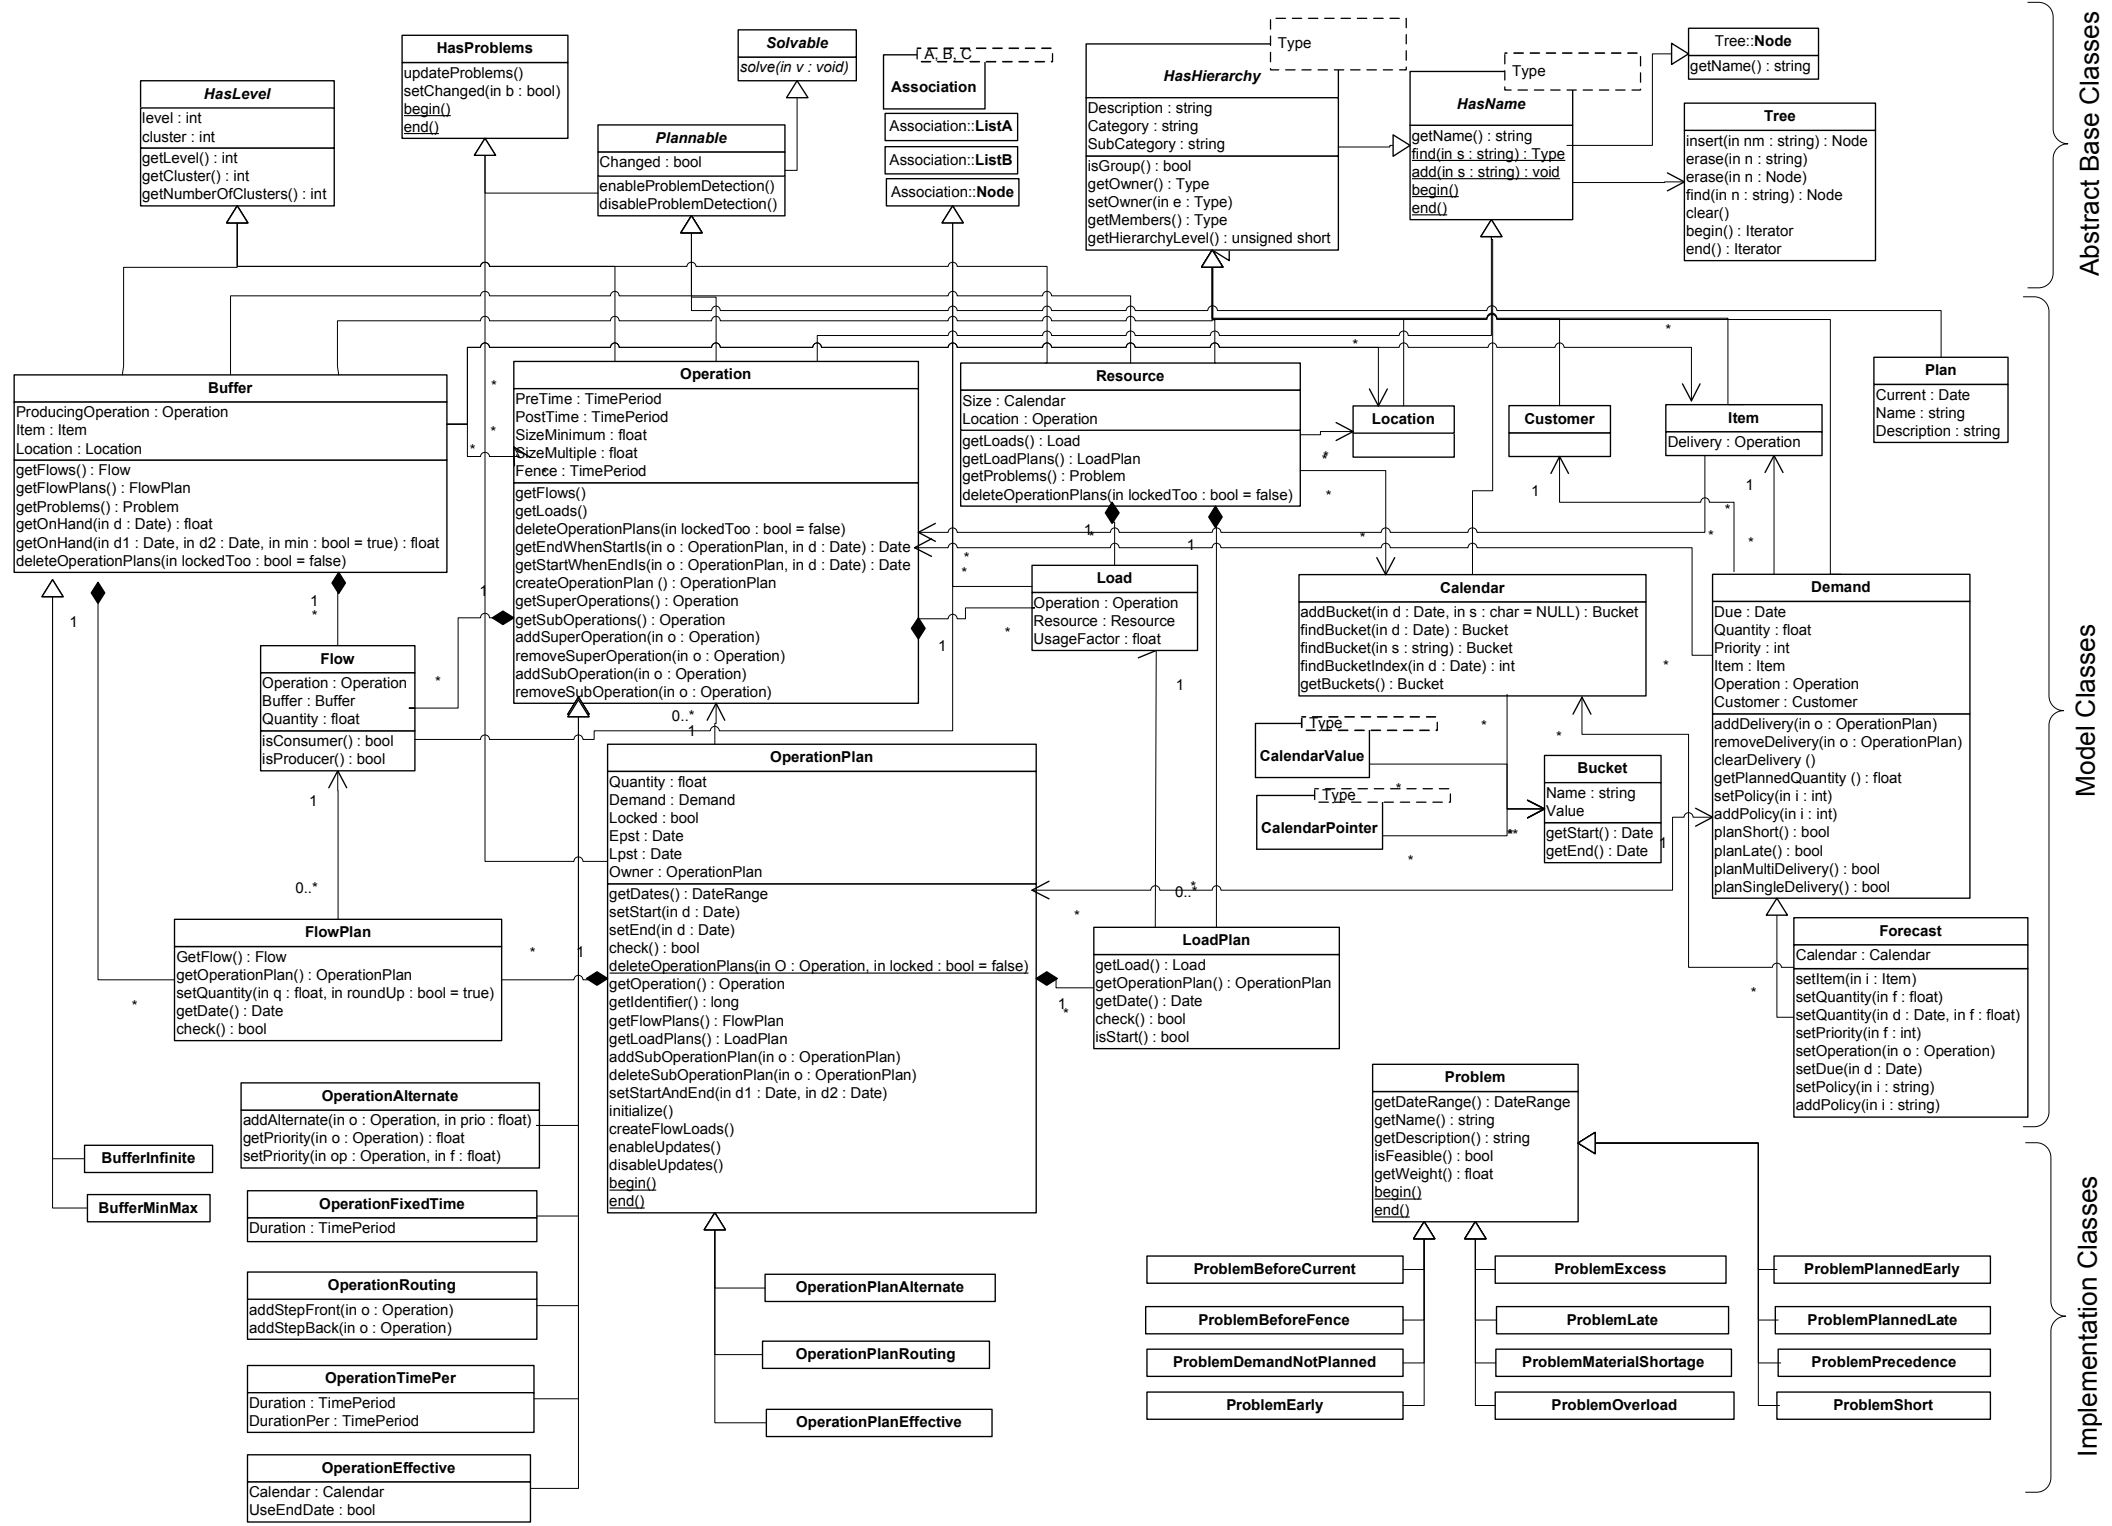 HasLevel
level : int
cluster : int
getLevel() : int
getCluster() : int
getNumberOfClusters() : int
HasProblems
updateProblems()
setChanged(in b : bool)
begin()
end()
Solvable
solve(in v : void)
Plannable
Changed : bool
enableProblemDetection()
disableProblemDetection()
A, B, C
Association
Association::ListA
Association::ListB
Association::Node
Type
HasHierarchy
Description : string
Category : string
SubCategory : string
isGroup() : bool
getOwner() : Type
setOwner(in e : Type)
getMembers() : Type
getHierarchyLevel() : unsigned short
Type
HasName
getName() : string
find(in s : string) : Type
add(in s : string) : void
begin()
end()
Tree::Node
getName() : string
Tree
insert(in nm : string) : Node
erase(in n : string)
erase(in n : Node)
find(in n : string) : Node
clear()
begin() : Iterator
end() : Iterator
Abstract Base Classes
Buffer
ProducingOperation : Operation
Item : Item
Location : Location
getFlows() : Flow
getFlowPlans() : FlowPlan
getProblems() : Problem
getOnHand(in d : Date) : float
getOnHand(in d1 : Date, in d2 : Date, in min : bool = true) : float
deleteOperationPlans(in lockedToo : bool = false)
Operation
PreTime : TimePeriod
PostTime : TimePeriod
SizeMinimum : float
SizeMultiple : float
Fence : TimePeriod
getFlows()
getLoads()
deleteOperationPlans(in lockedToo : bool = false)
getEndWhenStartIs(in o : OperationPlan, in d : Date) : Date
getStartWhenEndIs(in o : OperationPlan, in d : Date) : Date
createOperationPlan () : OperationPlan
getSuperOperations() : Operation
getSubOperations() : Operation
addSuperOperation(in o : Operation)
removeSuperOperation(in o : Operation)
addSubOperation(in o : Operation)
removeSubOperation(in o : Operation)
Resource
Size : Calendar
Location : Operation
getLoads() : Load
getLoadPlans() : LoadPlan
getProblems() : Problem
deleteOperationPlans(in lockedToo : bool = false)
Location
Customer
Item
Delivery : Operation
Plan
Current : Date
Name : string
Description : string
Load
Operation : Operation
Resource : Resource
UsageFactor : float
Calendar
addBucket(in d : Date, in s : char = NULL) : Bucket
findBucket(in d : Date) : Bucket
findBucket(in s : string) : Bucket
findBucketIndex(in d : Date) : int
getBuckets() : Bucket
Demand
Due : Date
Quantity : float
Priority : int
Item : Item
Operation : Operation
Customer : Customer
addDelivery(in o : OperationPlan)
removeDelivery(in o : OperationPlan)
clearDelivery ()
getPlannedQuantity () : float
setPolicy(in i : int)
addPolicy(in i : int)
planShort() : bool
planLate() : bool
planMultiDelivery() : bool
planSingleDelivery() : bool
Model Classes
Flow
Operation : Operation
Buffer : Buffer
Quantity : float
isConsumer() : bool
isProducer() : bool
Type
CalendarValue
Type
CalendarPointer
Bucket
Name : string
Value
getStart() : Date
getEnd() : Date
OperationPlan
Quantity : float
Demand : Demand
Locked : bool
Epst : Date
Lpst : Date
Owner : OperationPlan
getDates() : DateRange
setStart(in d : Date)
setEnd(in d : Date)
check() : bool
deleteOperationPlans(in O : Operation, in locked : bool = false)
getOperation() : Operation
getIdentifier() : long
getFlowPlans() : FlowPlan
getLoadPlans() : LoadPlan
addSubOperationPlan(in o : OperationPlan)
deleteSubOperationPlan(in o : OperationPlan)
setStartAndEnd(in d1 : Date, in d2 : Date)
initialize()
createFlowLoads()
enableUpdates()
disableUpdates()
begin()
end()
FlowPlan
GetFlow() : Flow
getOperationPlan() : OperationPlan
setQuantity(in q : float, in roundUp : bool = true)
getDate() : Date
check() : bool
LoadPlan
getLoad() : Load
getOperationPlan() : OperationPlan
getDate() : Date
check() : bool
isStart() : bool
Forecast
Calendar : Calendar
setItem(in i : Item)
setQuantity(in f : float)
setQuantity(in d : Date, in f : float)
setPriority(in f : int)
setOperation(in o : Operation)
setDue(in d : Date)
setPolicy(in i : string)
addPolicy(in i : string)
1
1
*
1
*
1
0..*
0..*
1
*
1
*
1
1
*
1
1
1
*
1
0..*
1
*
*
OperationAlternate
addAlternate(in o : Operation, in prio : float)
getPriority(in o : Operation) : float
setPriority(in op : Operation, in f : float)
BufferInfinite
BufferMinMax
OperationFixedTime
Duration : TimePeriod
OperationRouting
addStepFront(in o : Operation)
addStepBack(in o : Operation)
OperationTimePer
Duration : TimePeriod
DurationPer : TimePeriod
OperationEffective
Calendar : Calendar
UseEndDate : bool
OperationPlanAlternate
OperationPlanRouting
OperationPlanEffective
Problem
getDateRange() : DateRange
getName() : string
getDescription() : string
isFeasible() : bool
getWeight() : float
begin()
end()
ProblemBeforeCurrent
ProblemExcess
ProblemPlannedEarly
ProblemBeforeFence
ProblemLate
ProblemPlannedLate
ProblemDemandNotPlanned
ProblemMaterialShortage
ProblemPrecedence
ProblemEarly
ProblemOverload
ProblemShort
Implementation Classes